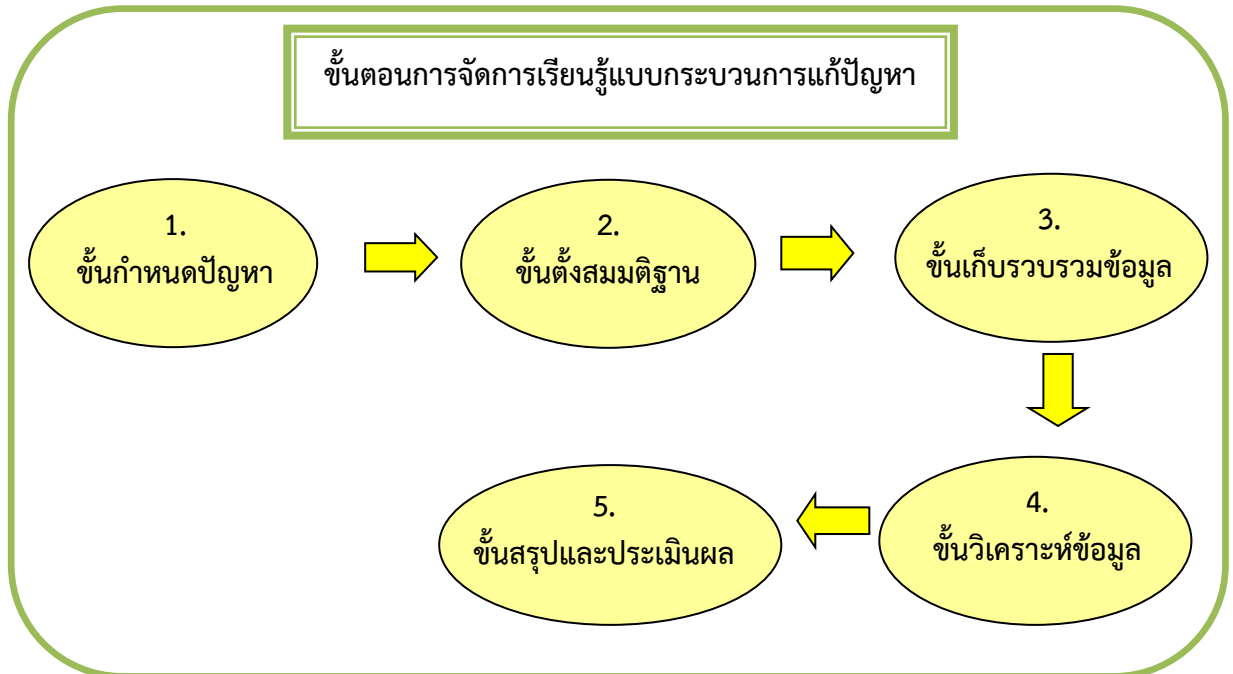 ขั้นตอนการจัดการเรียนรู้แบบกระบวนการแก้ปัญหา
1.
ขั้นกำหนดปัญหา
2.
ขั้นตั้งสมมติฐาน
3.
ขั้นเก็บรวบรวมข้อมูล
4.
ขั้นวิเคราะห์ข้อมูล
5.
ขั้นสรุปและประเมินผล